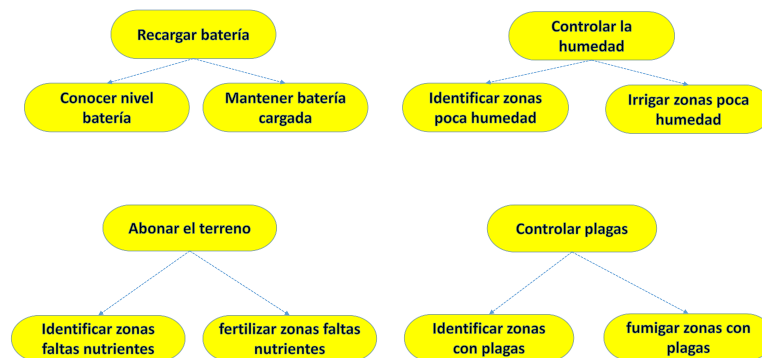 Recargar batería
Conocer nivel
batería
Mantener batería
cargada
Controlar la
humedad
Identificar zonas
poca humedad
Irrigar zonas poca
humedad
Abonar el terreno
Identificar zonas
faltas nutrientes
fertilizar zonas faltas
nutrientes
Controlar plagas
Identificar zonas
con plagas
fumigar zonas con
plagas